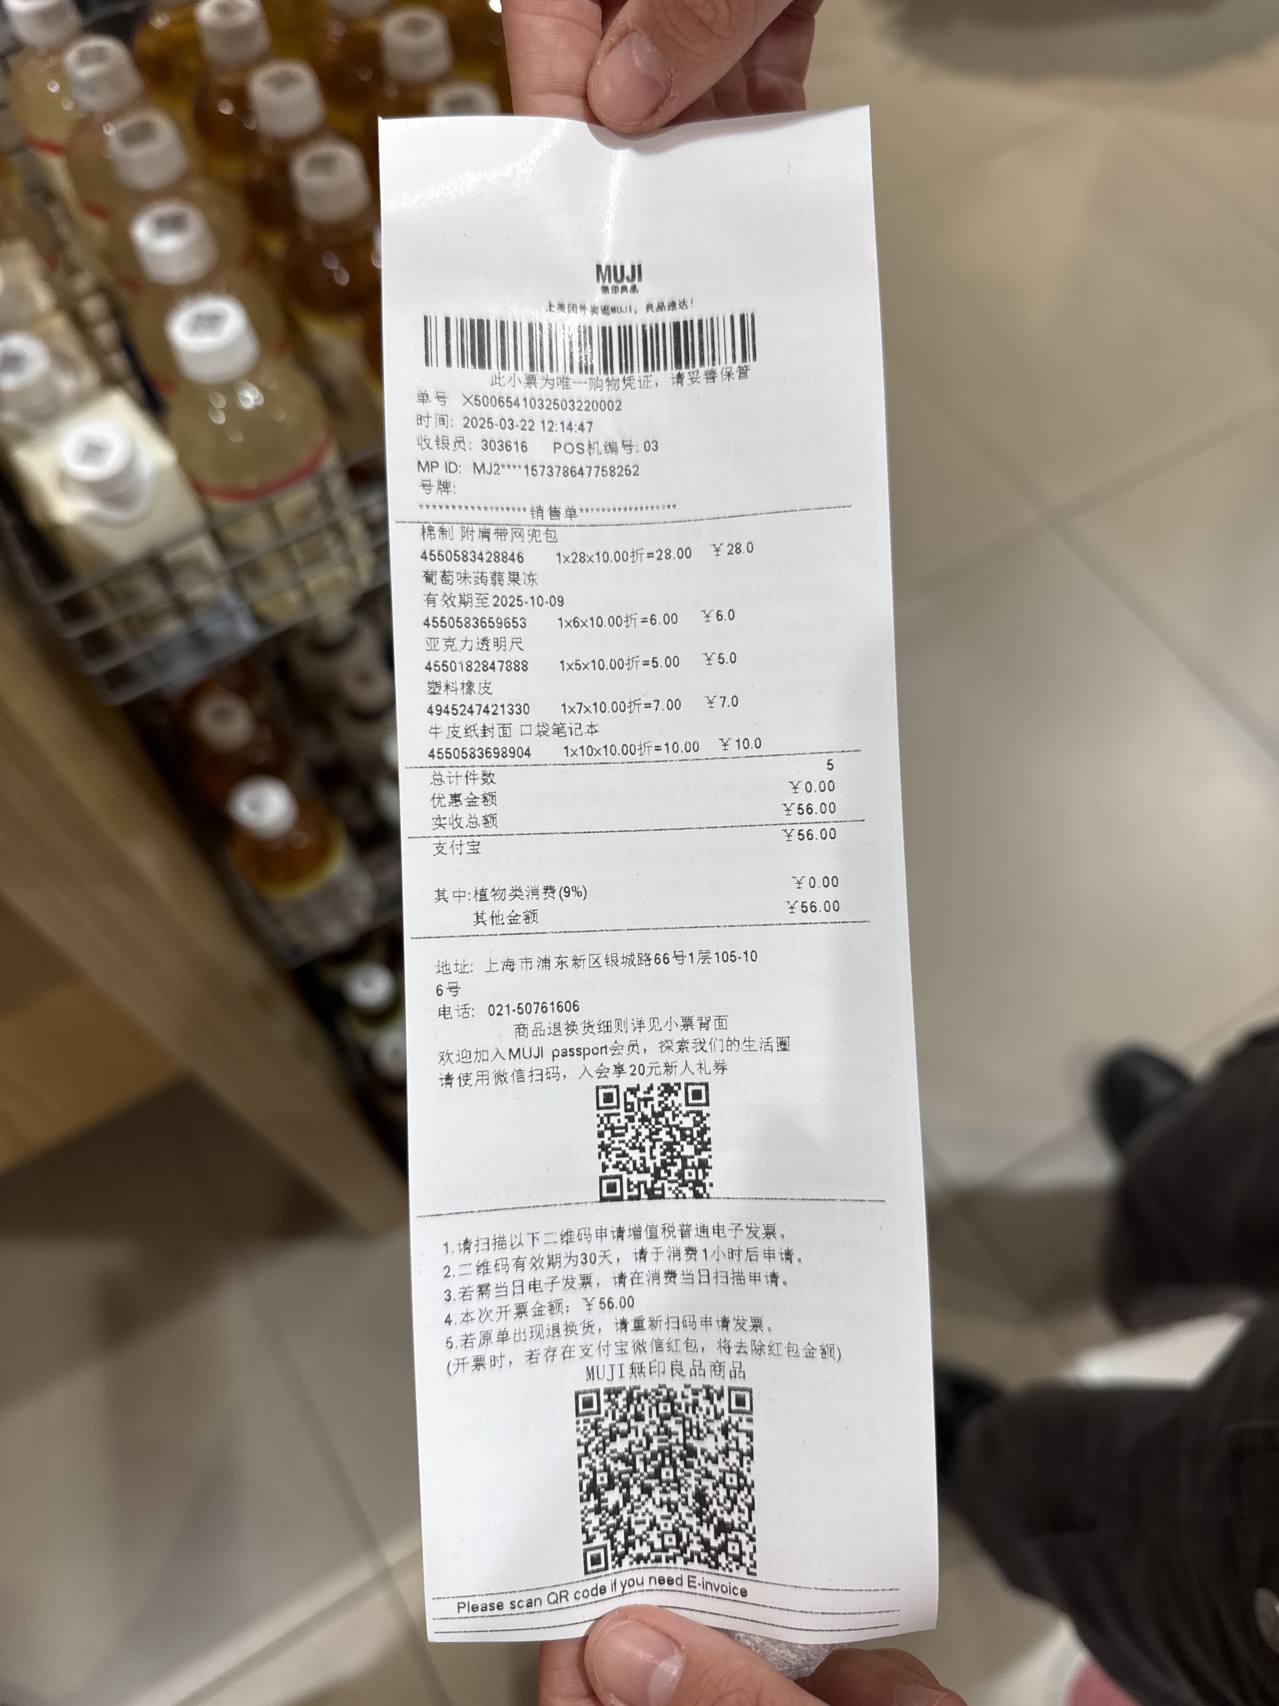 MUJI
無印良品
上美团外卖逛MUJI，良品速达！
此小票为唯一购物凭证，请妥善保管
单号 X5006541032503220002
时间: 2025-03-22 12:14:47
收银员: 303616 POS机编号: 03
MP ID: MJ2****157378647758252
号牌:
******************销售单*****************
棉制 附肩带网兜包
4550583428846 1x28x10.00折=28.00 ￥28.0
葡萄味蒟蒻果冻
有效期至2025-10-09
4550583659653 1x6x10.00折=6.00 ￥6.0
亚克力透明尺
4550182847888 1x5x10.00折=5.00 ￥5.0
塑料橡皮
4945247421330 1x7x10.00折=7.00 ￥7.0
牛皮纸封面 口袋笔记本
4550583698904 1x10x10.00折=10.00 ￥10.0
总计件数 5
优惠金额 ￥0.00
实收总额 ￥56.00
支付宝 ￥56.00
其中:植物类消费(9%) ￥0.00
其他金额 ￥56.00
地址: 上海市浦东新区银城路66号1层105-10
6号
电话: 021-50761606
商品退换货细则详见小票背面
欢迎加入MUJI passport会员，探索我们的生活圈
请使用微信扫码，入会享20元新人礼券
1.请扫描以下二维码申请增值税普通电子发票。
2.二维码有效期为30天，请于消费1小时后申请。
3.若需当日电子发票，请在消费当日扫描申请。
4.本次开票金额: ￥56.00
5.若原单出现退换货，请重新扫码申请发票。
(开票时，若存在支付宝微信红包，将去除红包金额)
MUJI無印良品商品
Please scan QR code if you need E-invoice